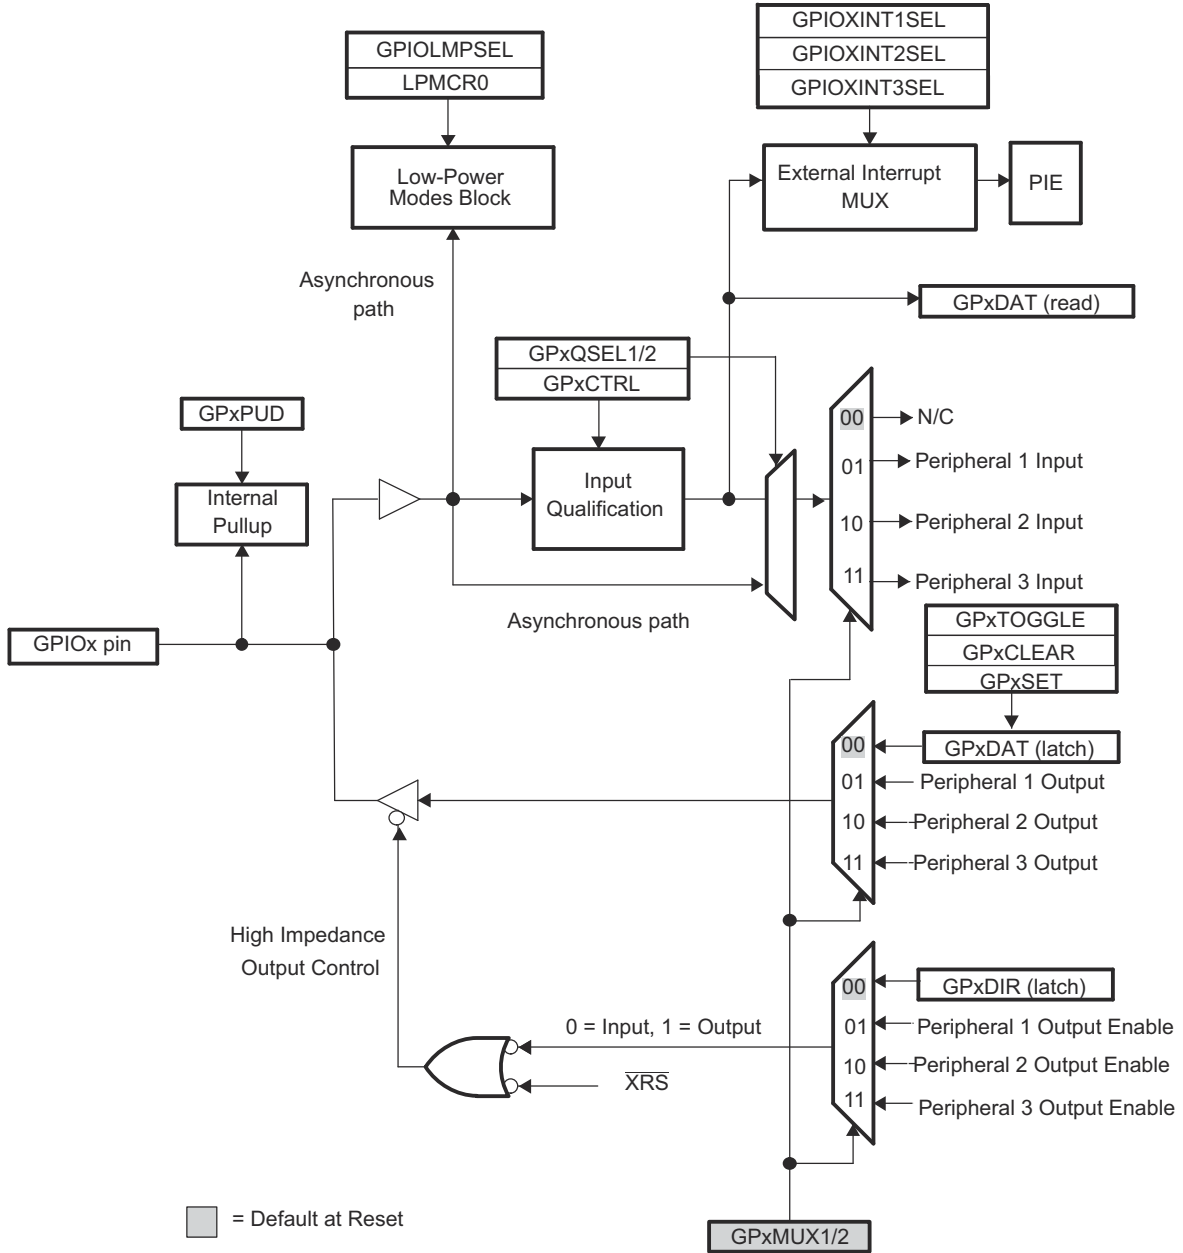 GPIOLMPSEL
LPMCR0
GPIOXINT1SEL
GPIOXINT2SEL
GPIOXINT3SEL
Low-Power
Modes Block
External Interrupt
MUX
PIE
Asynchronous
path
GPxDAT (read)
GPxQSEL1/2
GPxCTRL
GPxPUD
Internal
Pullup
Input
Qualification
00
N/C
01
Peripheral 1 Input
10
Peripheral 2 Input
11
Peripheral 3 Input
Asynchronous path
GPIOx pin
GPxTOGGLE
GPxCLEAR
GPxSET
00
GPxDAT (latch)
01
Peripheral 1 Output
10
Peripheral 2 Output
11
Peripheral 3 Output
High Impedance
Output Control
00
GPxDIR (latch)
0 = Input, 1 = Output
01
Peripheral 1 Output Enable
10
Peripheral 2 Output Enable
XRS
11
Peripheral 3 Output Enable
= Default at Reset
GPxMUX1/2